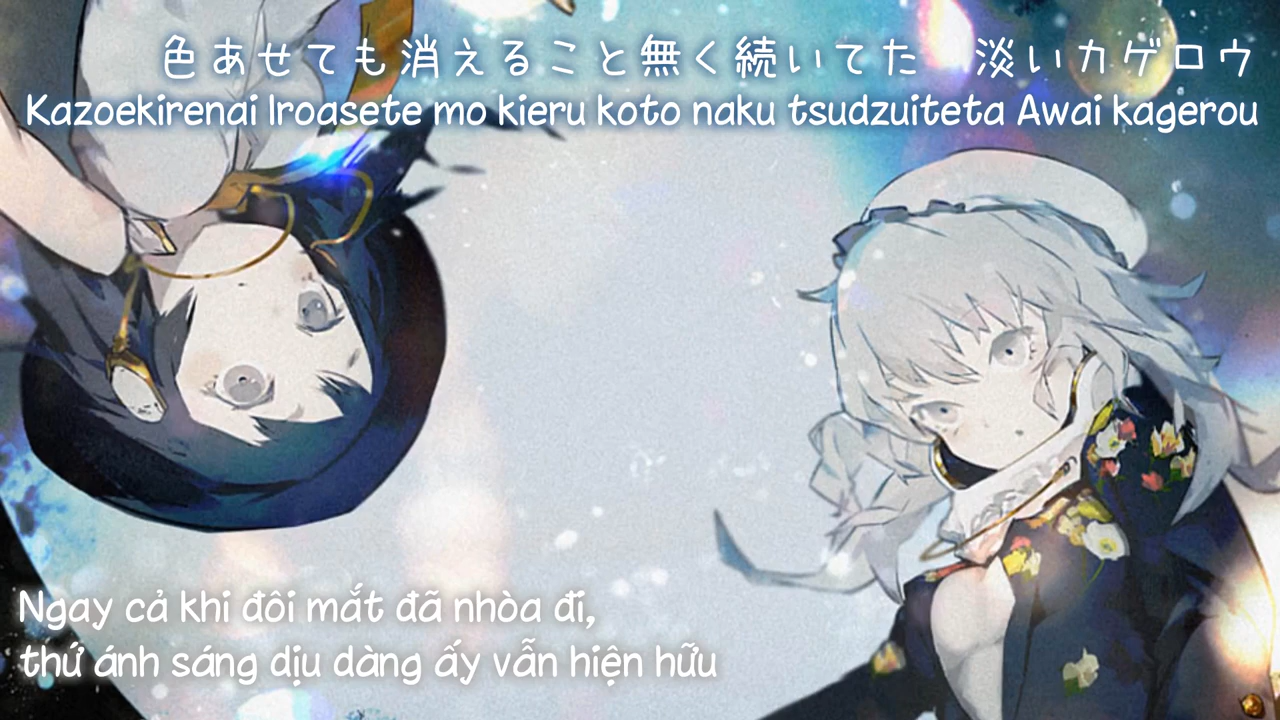 色あせても消えること無く続いてた　淡いカゲロウ
Kazoekirenai Iroasete mo kieru koto naku tsudzuiteta Awai kagerou
Ngay cả khi đôi mắt đã nhòa đi,
thứ ánh sáng dịu dàng ấy vẫn hiện hữu